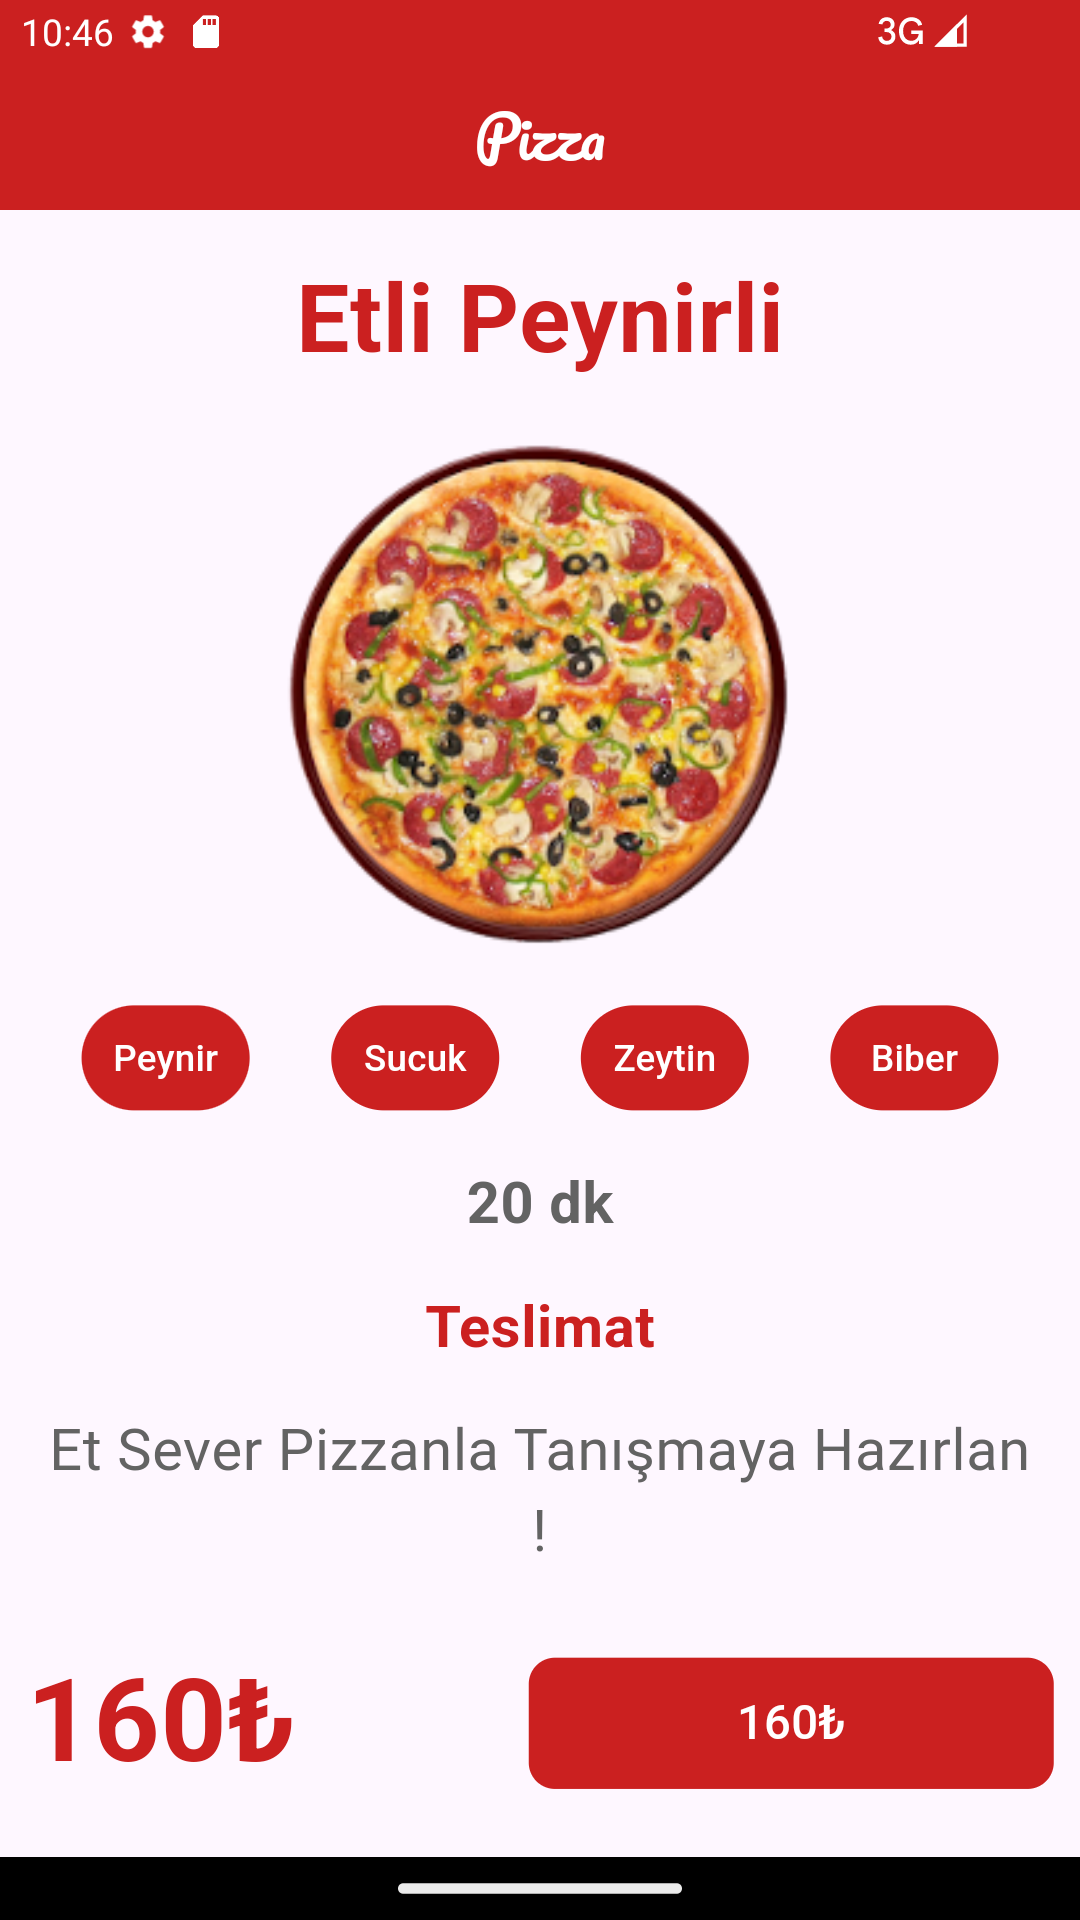 10:46
3G
Pizza
Etli Peynirli
Peynir Sucuk Zeytin Biber
20 dk
Teslimat
Et Sever Pizzanla Tanışmaya Hazırlan
!
160₺ 160₺